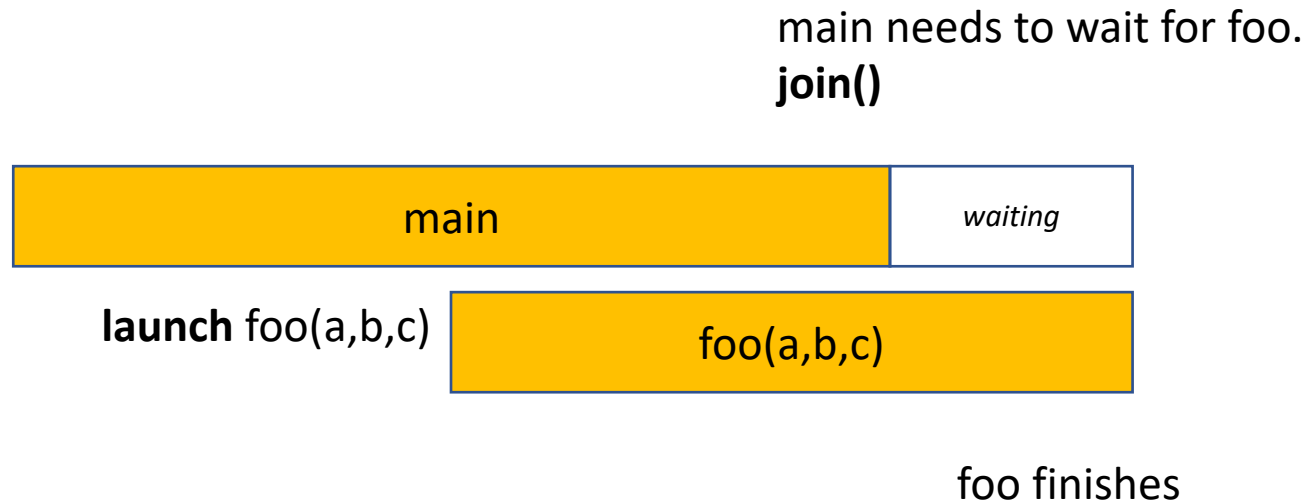 main needs to wait for foo.
join()
main
waiting
launch foo(a,b,c)
foo(a,b,c)
foo finishes